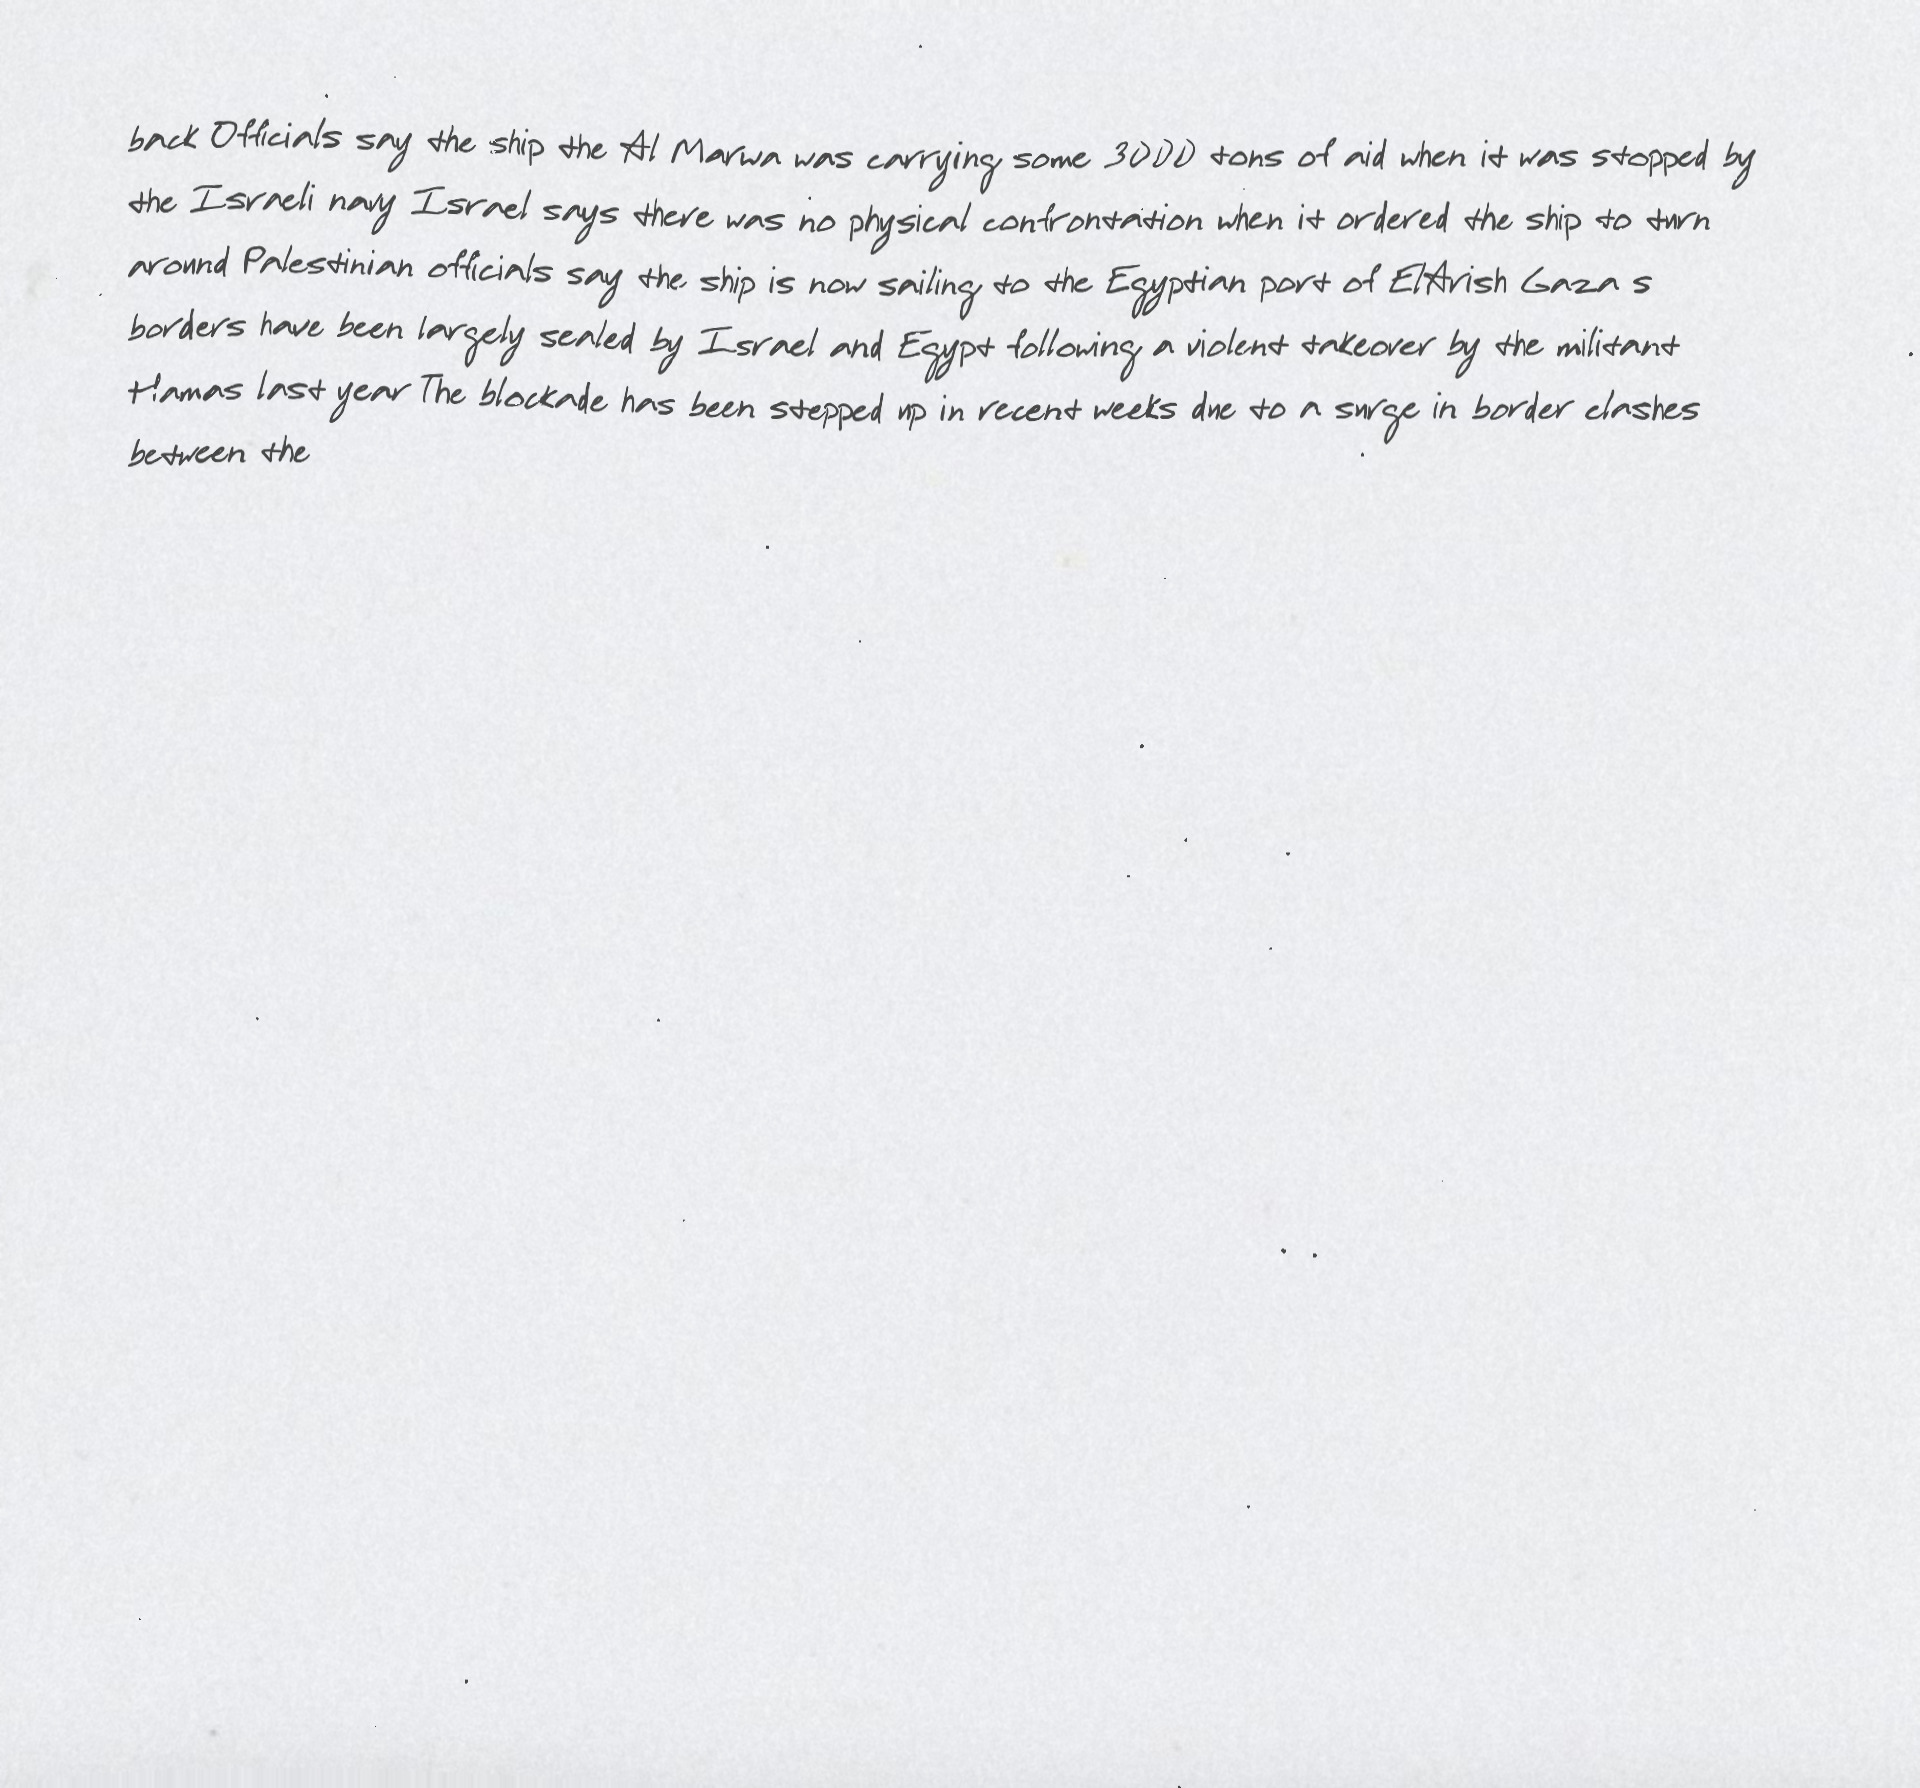 back Officials say the ship the Al Marwa was carrying some 3000 tons of aid when it was stopped by
the Israeli navy Israel says there was no physical confrontation when it ordered the ship to turn
around Palestinian officials say the ship is now sailing to the Egyptian port of ElArish Gaza s
borders have been largely sealed by Israel and Egypt following a violent takeover by the militant
Hamas last year The blockade has been stepped up in recent weeks due to a surge in border clashes
between the